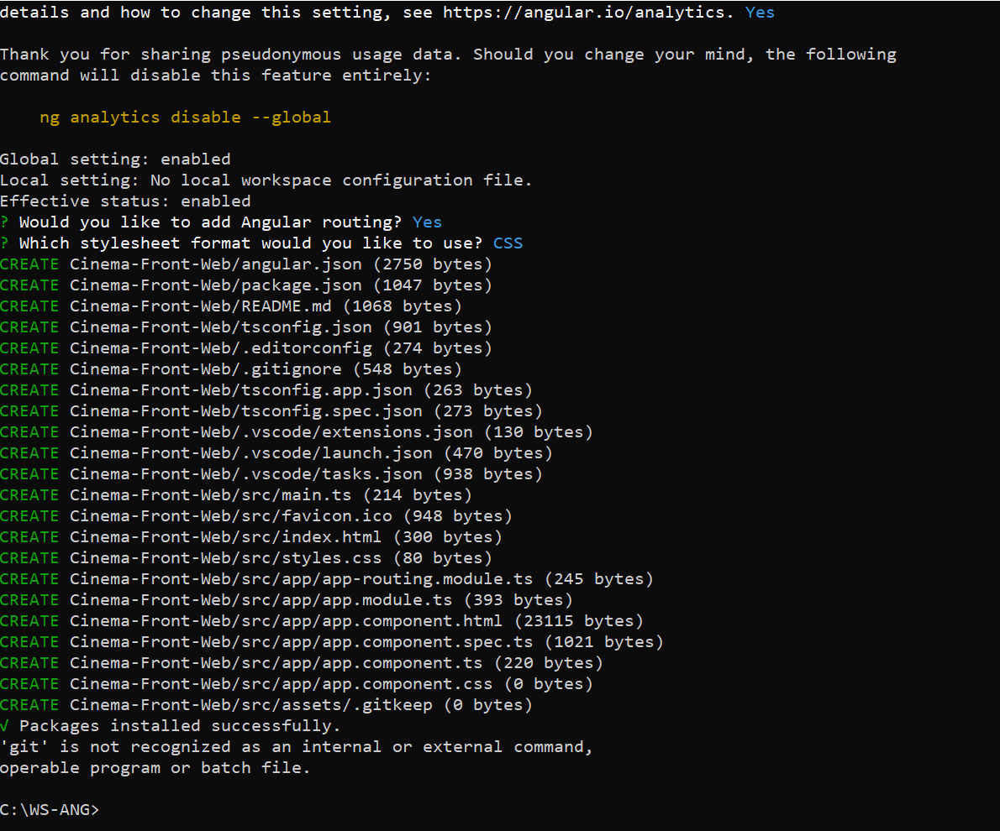 details and how to change this setting, see https://angular.io/analytics. Yes
Thank you for sharing pseudonymous usage data. Should you change your mind, the following
command will disable this feature entirely:
ng analytics disable --global
Global setting: enabled
Local setting: No local workspace configuration file.
Effective status: enabled
? Would you like to add Angular routing? Yes
? Which stylesheet format would you like to use? CSS
CREATE Cinema-Front-Web/angular.json (2750 bytes)
CREATE Cinema-Front-Web/package.json (1047 bytes)
CREATE Cinema-Front-Web/README.md (1068 bytes)
CREATE Cinema-Front-Web/tsconfig.json (901 bytes)
CREATE Cinema-Front-Web/.editorconfig (274 bytes)
CREATE Cinema-Front-Web/.gitignore (548 bytes)
CREATE Cinema-Front-Web/tsconfig.app.json (263 bytes)
CREATE Cinema-Front-Web/tsconfig.spec.json (273 bytes)
CREATE Cinema-Front-Web/.vscode/extensions.json (130 bytes)
CREATE Cinema-Front-Web/.vscode/launch.json (470 bytes)
CREATE Cinema-Front-Web/.vscode/tasks.json (938 bytes)
CREATE Cinema-Front-Web/src/main.ts (214 bytes)
CREATE Cinema-Front-Web/src/favicon.ico (948 bytes)
CREATE Cinema-Front-Web/src/index.html (300 bytes)
CREATE Cinema-Front-Web/src/styles.css (80 bytes)
CREATE Cinema-Front-Web/src/app/app-routing.module.ts (245 bytes)
CREATE Cinema-Front-Web/src/app/app.module.ts (393 bytes)
CREATE Cinema-Front-Web/src/app/app.component.html (23115 bytes)
CREATE Cinema-Front-Web/src/app/app.component.spec.ts (1021 bytes)
CREATE Cinema-Front-Web/src/app/app.component.ts (220 bytes)
CREATE Cinema-Front-Web/src/app/app.component.css (0 bytes)
CREATE Cinema-Front-Web/src/assets/.gitkeep (0 bytes)
√ Packages installed successfully.
'git' is not recognized as an internal or external command,
operable program or batch file.
C:\WS-ANG>